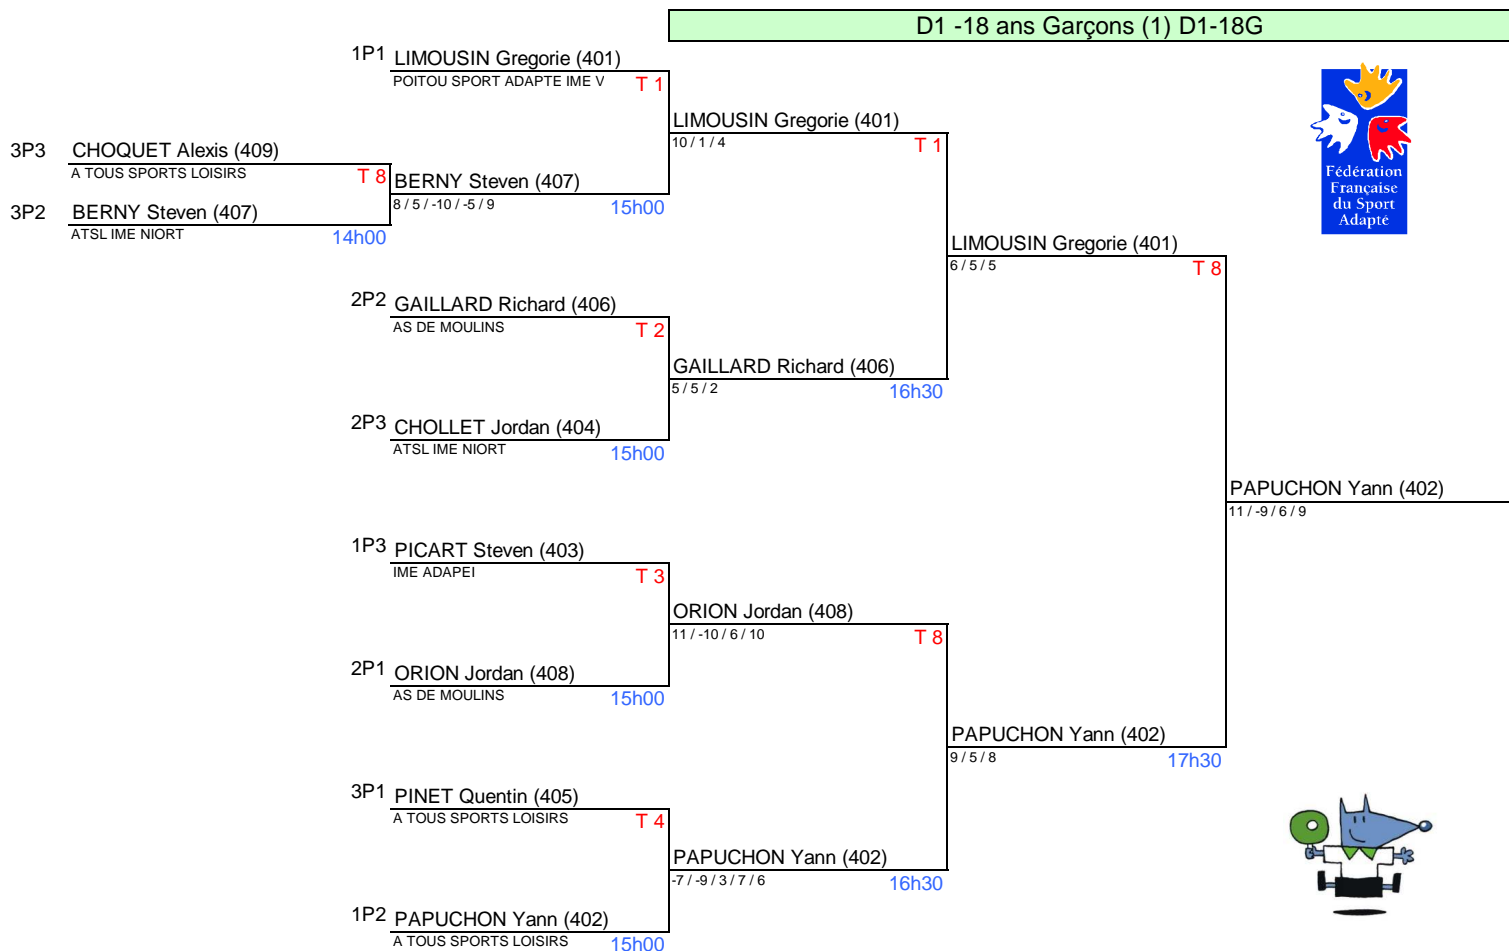 D1 -18 ans Garçons (1) D1-18G
1P1 LIMOUSIN Gregorie (401)
POITOU SPORT ADAPTE IME V T 1
LIMOUSIN Gregorie (401)
10 / 1 / 4 T 1
3P3 CHOQUET Alexis (409)
A TOUS SPORTS LOISIRS T 8
BERNY Steven (407)
8 / 5 / -10 / -5 / 9 15h00
3P2 BERNY Steven (407)
ATSL IME NIORT 14h00
Fédération
Française
du Sport
Adapté
LIMOUSIN Gregorie (401)
6 / 5 / 5 T 8
2P2 GAILLARD Richard (406)
AS DE MOULINS T 2
GAILLARD Richard (406)
5 / 5 / 2 16h30
2P3 CHOLLET Jordan (404)
ATSL IME NIORT 15h00
PAPUCHON Yann (402)
11 / -9 / 6 / 9
1P3 PICART Steven (403)
IME ADAPEI T 3
ORION Jordan (408)
11 / -10 / 6 / 10 T 8
2P1 ORION Jordan (408)
AS DE MOULINS 15h00
PAPUCHON Yann (402)
9 / 5 / 8 17h30
3P1 PINET Quentin (405)
A TOUS SPORTS LOISIRS T 4
PAPUCHON Yann (402)
-7 / -9 / 3 / 7 / 6 16h30
1P2 PAPUCHON Yann (402)
A TOUS SPORTS LOISIRS 15h00